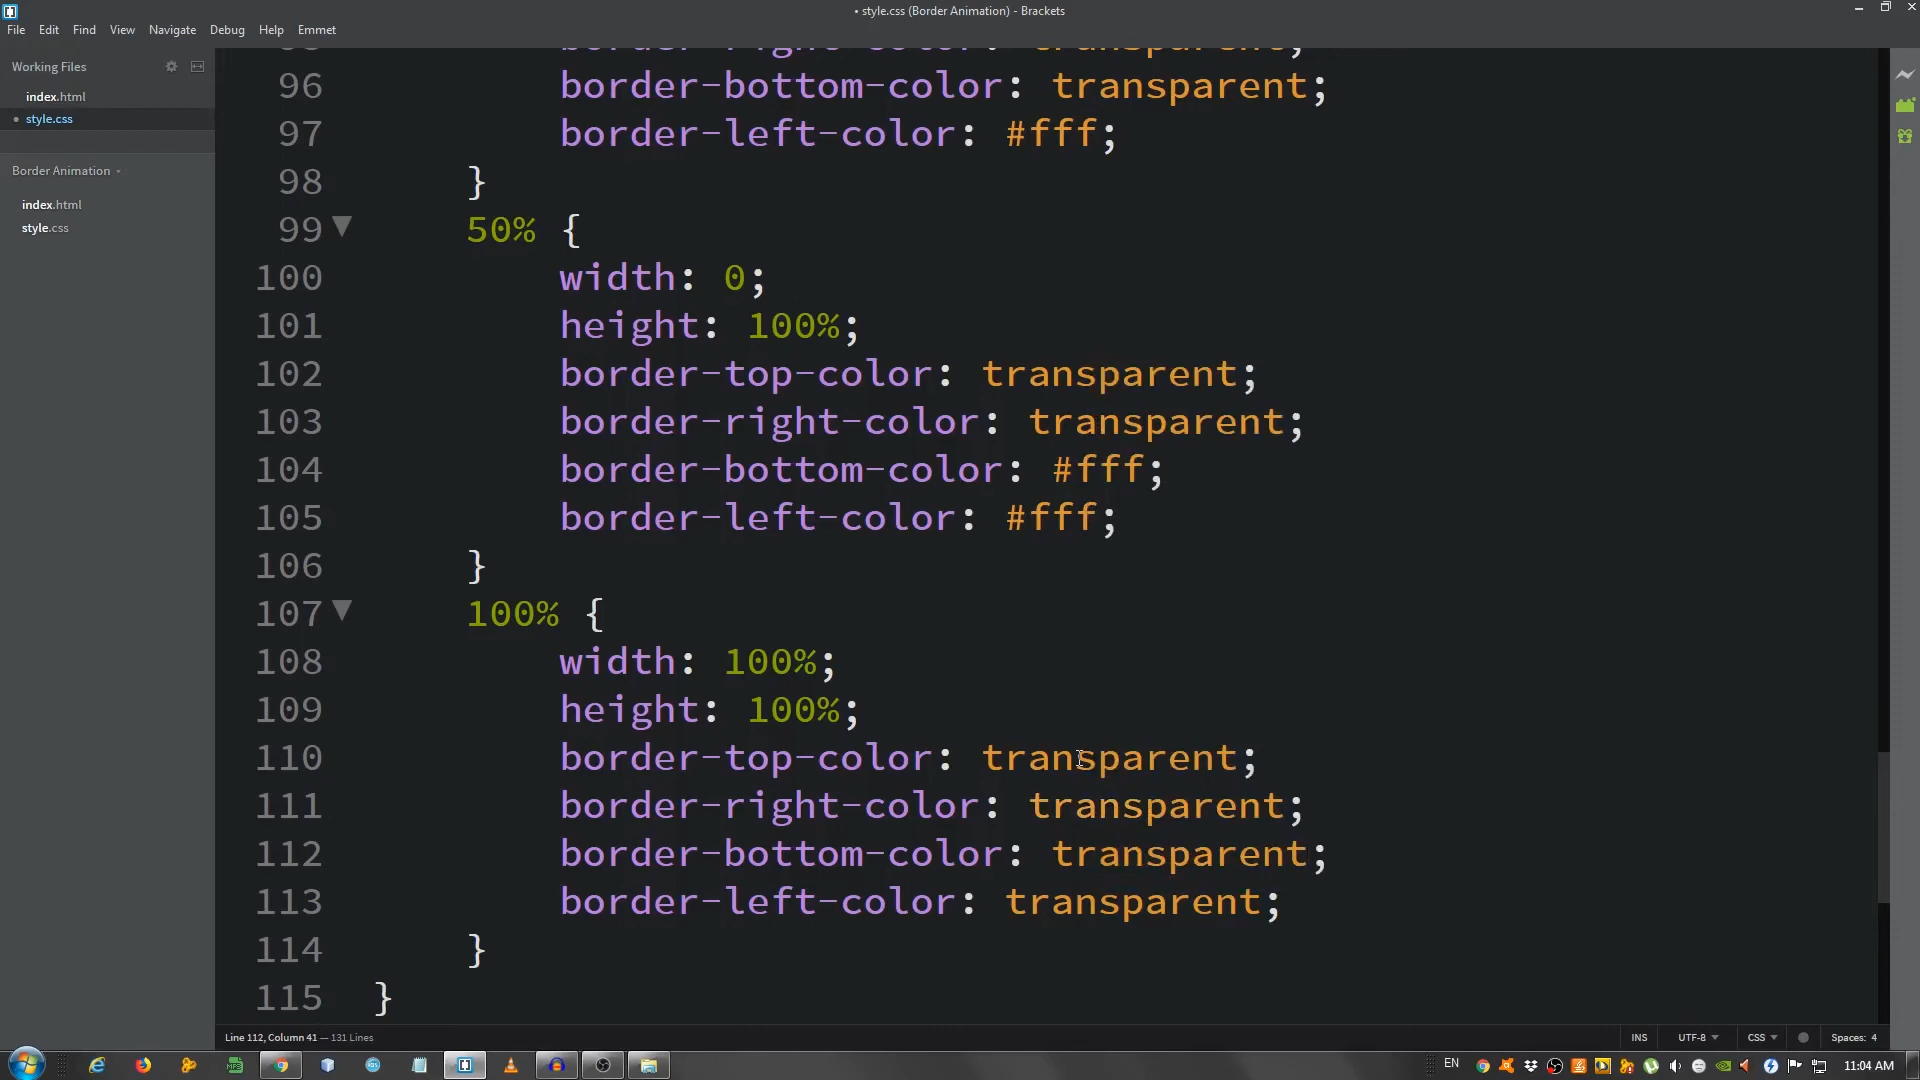 • style.css (Border Animation) - Brackets
File Edit Find View Navigate Debug Help Emmet
Working Files
index.html
• style.css
Border Animation
index.html
style.css
border-right-color: transparent;
96 border-bottom-color: transparent;
97 border-left-color: #fff;
98 }
99 50% {
100 width: 0;
101 height: 100%;
102 border-top-color: transparent;
103 border-right-color: transparent;
104 border-bottom-color: #fff;
105 border-left-color: #fff;
106 }
107 100% {
108 width: 100%;
109 height: 100%;
110 border-top-color: transparent;
111 border-right-color: transparent;
112 border-bottom-color: transparent;
113 border-left-color: transparent;
114 }
115 }
Line 112, Column 41 — 131 Lines
INS UTF-8 CSS Spaces: 4
EN 11:04 AM